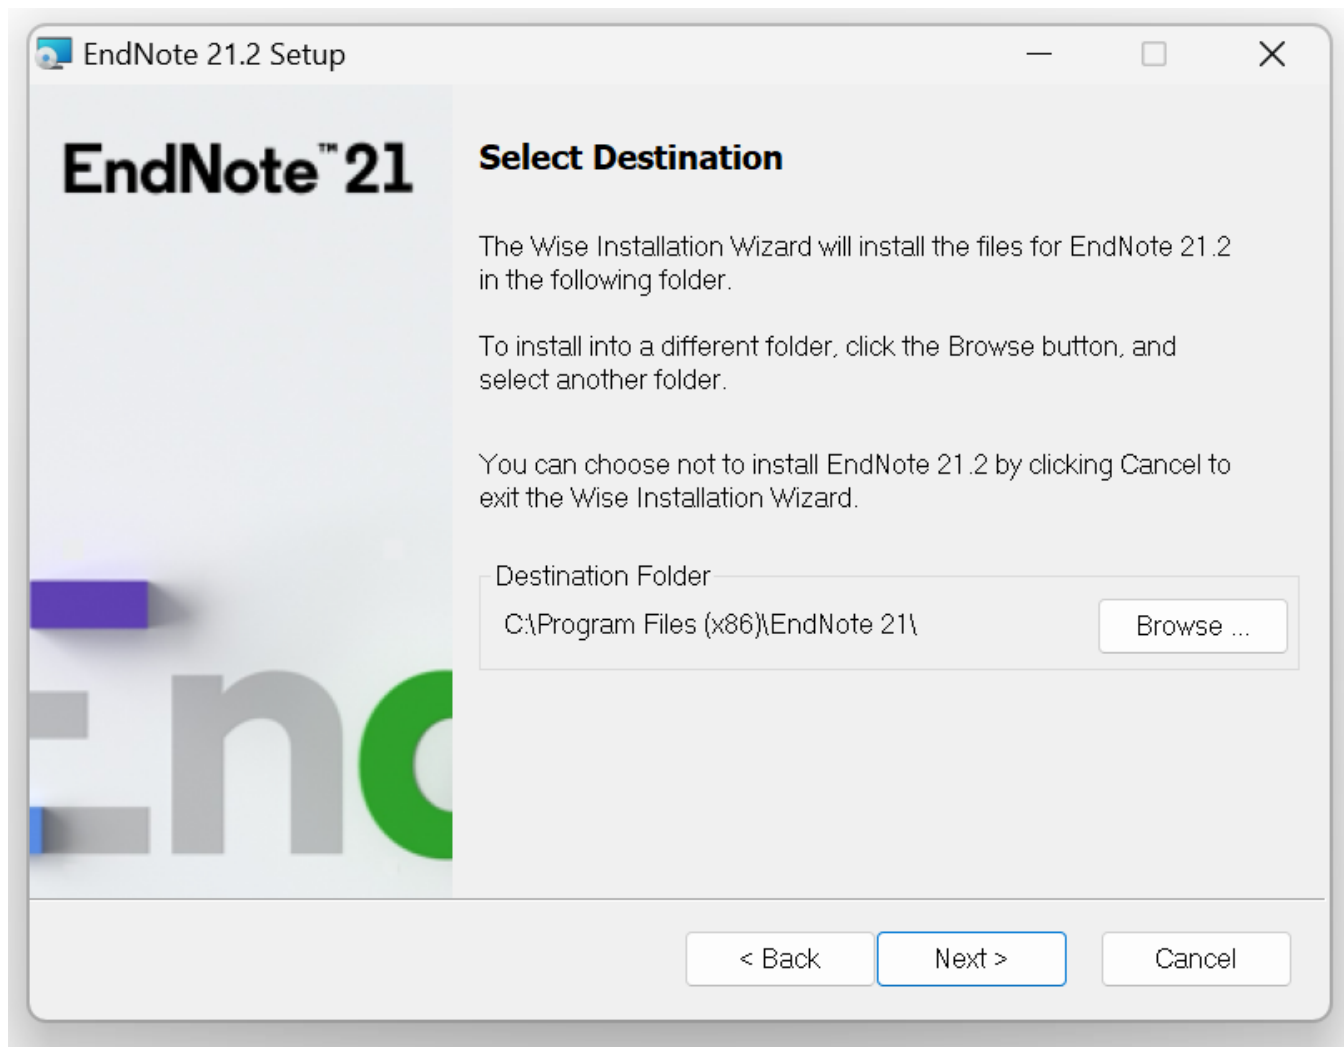 EndNote 21.2 Setup
EndNote™21
Select Destination
The Wise Installation Wizard will install the files for EndNote 21.2
in the following folder.
To install into a different folder, click the Browse button, and
select another folder.
You can choose not to install EndNote 21.2 by clicking Cancel to
exit the Wise Installation Wizard.
Destination Folder
C:\Program Files (x86)\EndNote 21\
Browse ...
End
< Back
Next >
Cancel